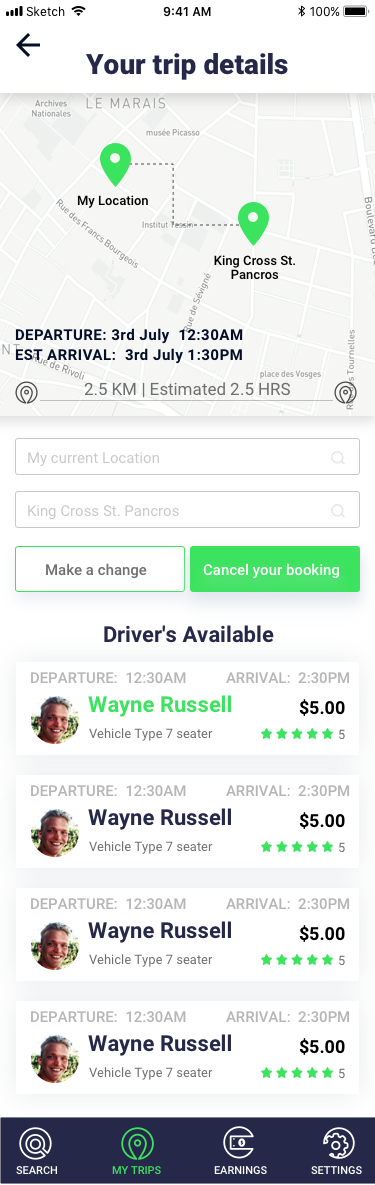 Sketch 9:41 AM 100%
Your trip details
Archives
Nationales
LE MARAIS
musée Picasso
My Location
Rue des Francs Bourgeois
Institut Tessin
King Cross St.
Pancros
Boulevard Bea
Rue de Sévigné
DEPARTURE: 3rd July 12:30AM
EST ARRIVAL: 3rd July 1:30PM
Rue de Rivoli
place des Vosges
Tournelles
2.5 KM | Estimated 2.5 HRS
My current Location
King Cross St. Pancros
Make a change
Cancel your booking
Driver's Available
DEPARTURE: 12:30AM ARRIVAL: 2:30PM
Wayne Russell $5.00
Vehicle Type 7 seater 5
DEPARTURE: 12:30AM ARRIVAL: 2:30PM
Wayne Russell $5.00
Vehicle Type 7 seater 5
DEPARTURE: 12:30AM ARRIVAL: 2:30PM
Wayne Russell $5.00
Vehicle Type 7 seater 5
DEPARTURE: 12:30AM ARRIVAL: 2:30PM
Wayne Russell $5.00
Vehicle Type 7 seater 5
SEARCH MY TRIPS EARNINGS SETTINGS